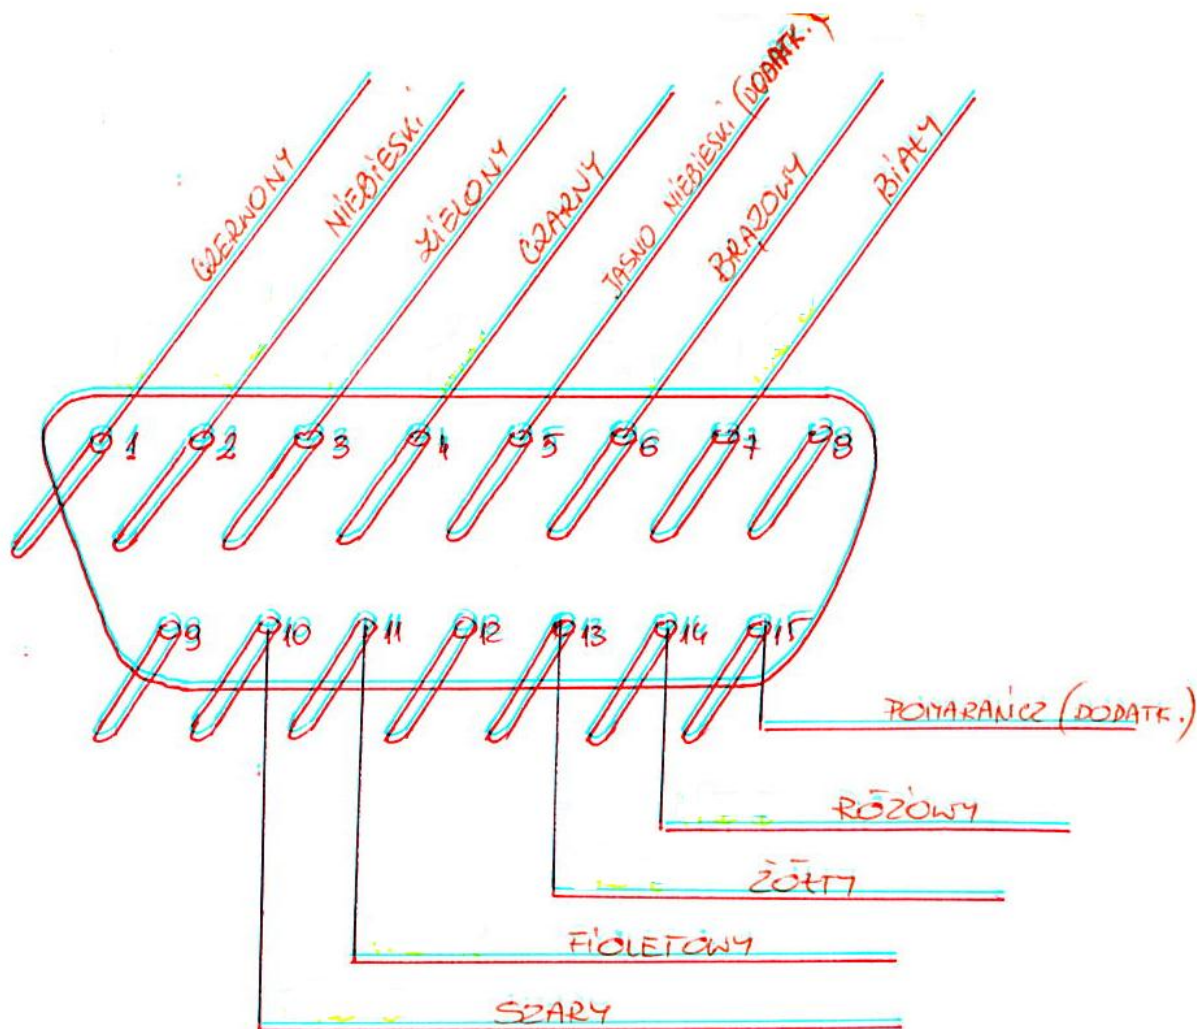 CZERWONY
NIEBIESKI
ZIELONY
CZARNY
JASNO NIEBIESKI (DODATK.)
BRĄZOWY
BIAŁY
1 2 3 4 5 6 7 8
9 10 11 12 13 14 15
POMARAŃCZ (DODATK.)
RÓŻOWY
ŻÓŁTY
FIOLETOWY
SZARY